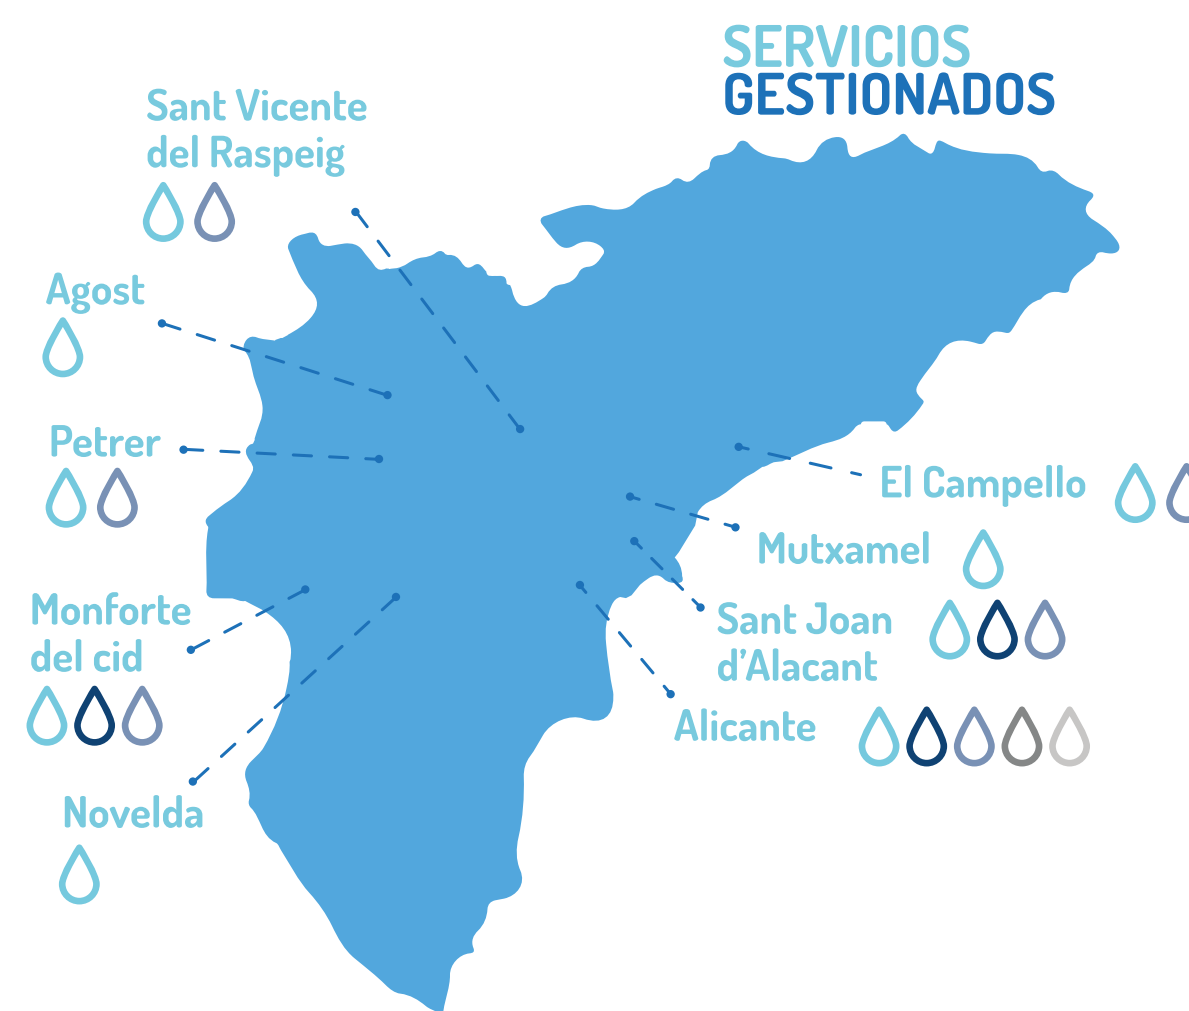 SERVICIOS
GESTIONADOS
Sant Vicente
del Raspeig
Agost
Petrer
Monforte
del cid
Novelda
El Campello
Mutxamel
Sant Joan
d'Alacant
Alicante